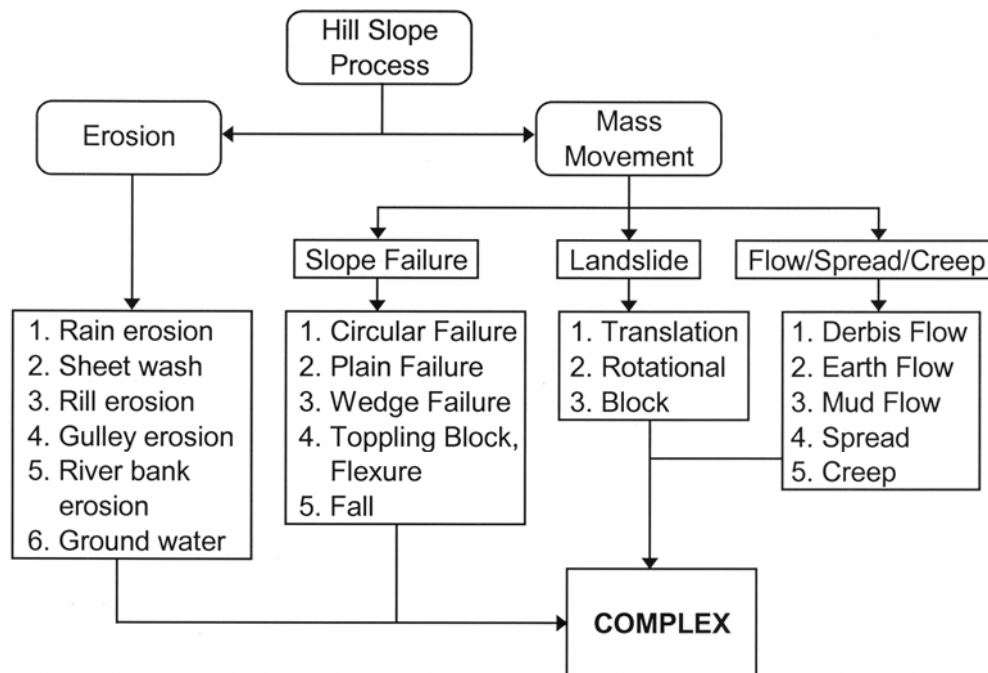 Hill Slope
Process
Erosion
Mass
Movement
Slope Failure
Landslide
Flow/Spread/Creep
1. Rain erosion
2. Sheet wash
3. Rill erosion
4. Gulley erosion
5. River bank
erosion
6. Ground water
1. Circular Failure
2. Plain Failure
3. Wedge Failure
4. Toppling Block,
Flexure
5. Fall
1. Translation
2. Rotational
3. Block
1. Derbis Flow
2. Earth Flow
3. Mud Flow
4. Spread
5. Creep
COMPLEX